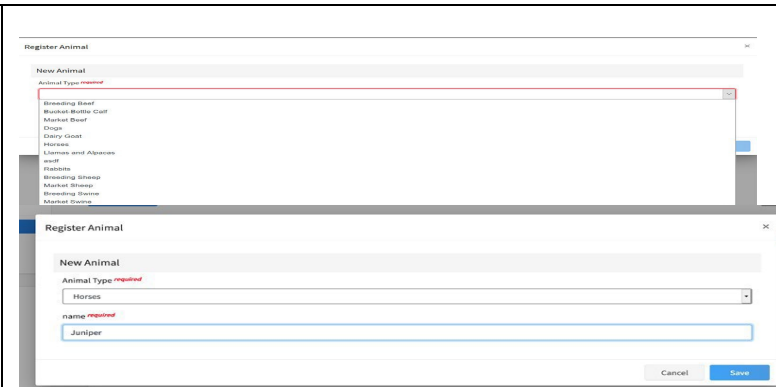 Register Animal ×
New Animal
Animal Type required
Breeding Beef
Bucket-Bottle Calf
Market Beef
Dogs
Dairy Goat
Horses
Llamas and Alpacas
asdf
Rabbits
Breeding Sheep
Market Sheep
Breeding Swine
Market Swine
Register Animal ×
New Animal
Animal Type required
Horses
name required
Juniper
Cancel Save